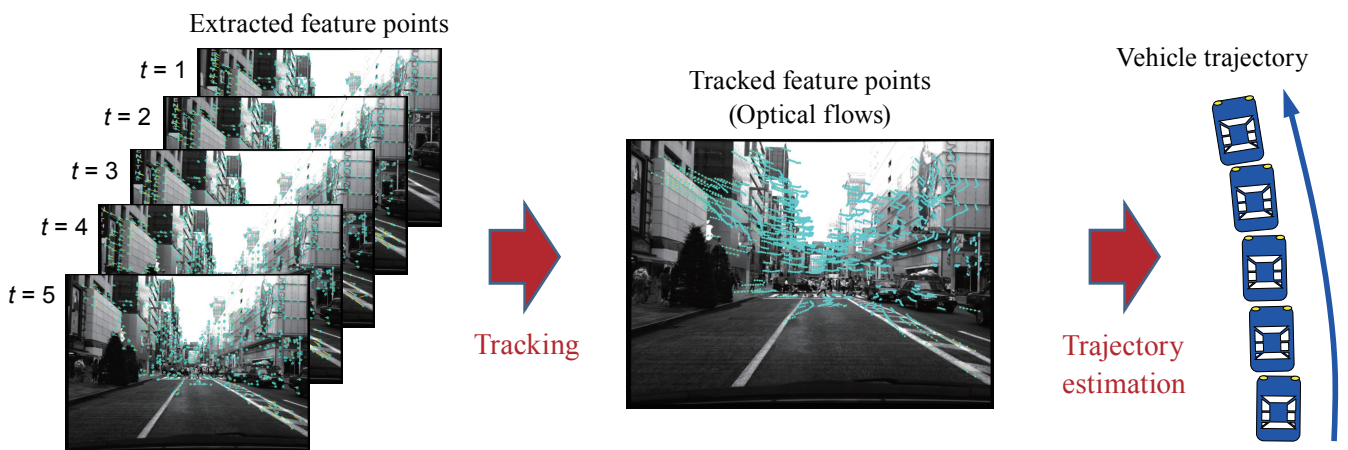 Extracted feature points
t = 1
t = 2
t = 3
t = 4
t = 5
Tracking
Tracked feature points
(Optical flows)
Trajectory
estimation
Vehicle trajectory